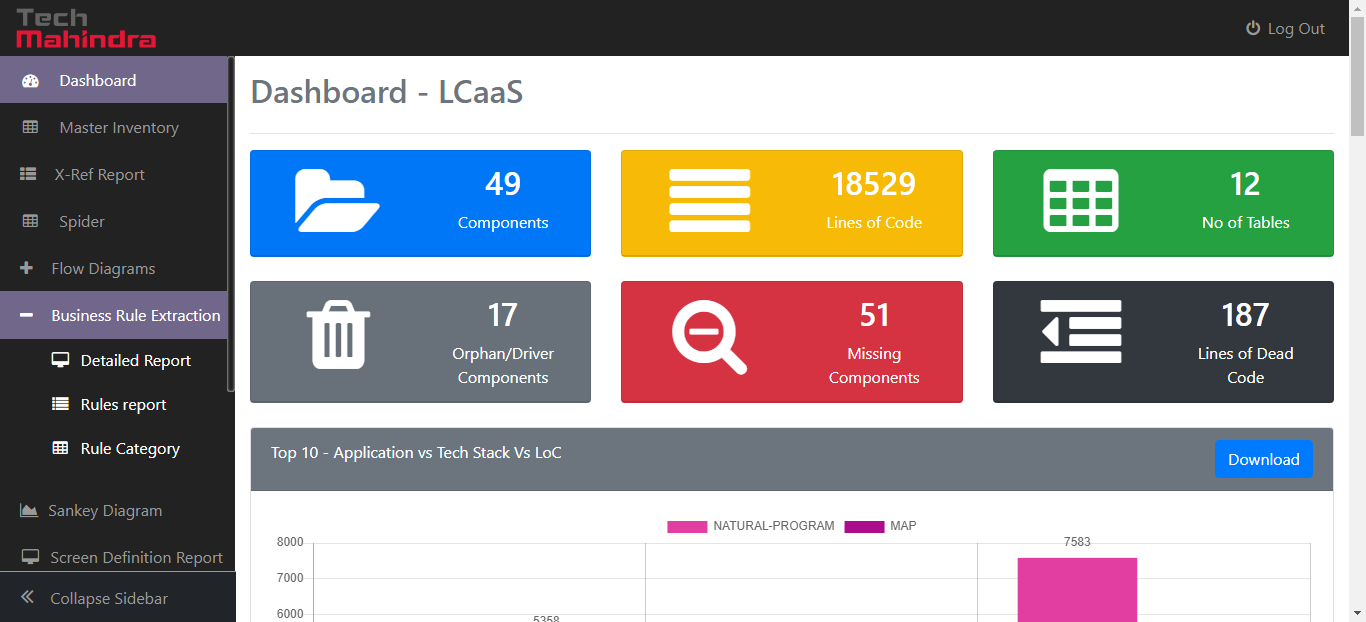 Tech
Mahindra
Log Out
Dashboard
Master Inventory
X-Ref Report
Spider
Flow Diagrams
Business Rule Extraction
Detailed Report
Rules report
Rule Category
Sankey Diagram
Screen Definition Report
Collapse Sidebar
Dashboard - LCaaS
49
Components
18529
Lines of Code
12
No of Tables
17
Orphan/Driver
Components
51
Missing
Components
187
Lines of Dead
Code
Top 10 - Application vs Tech Stack Vs LoC
Download
NATURAL-PROGRAM
MAP
8000
7583
7000
6000
5358